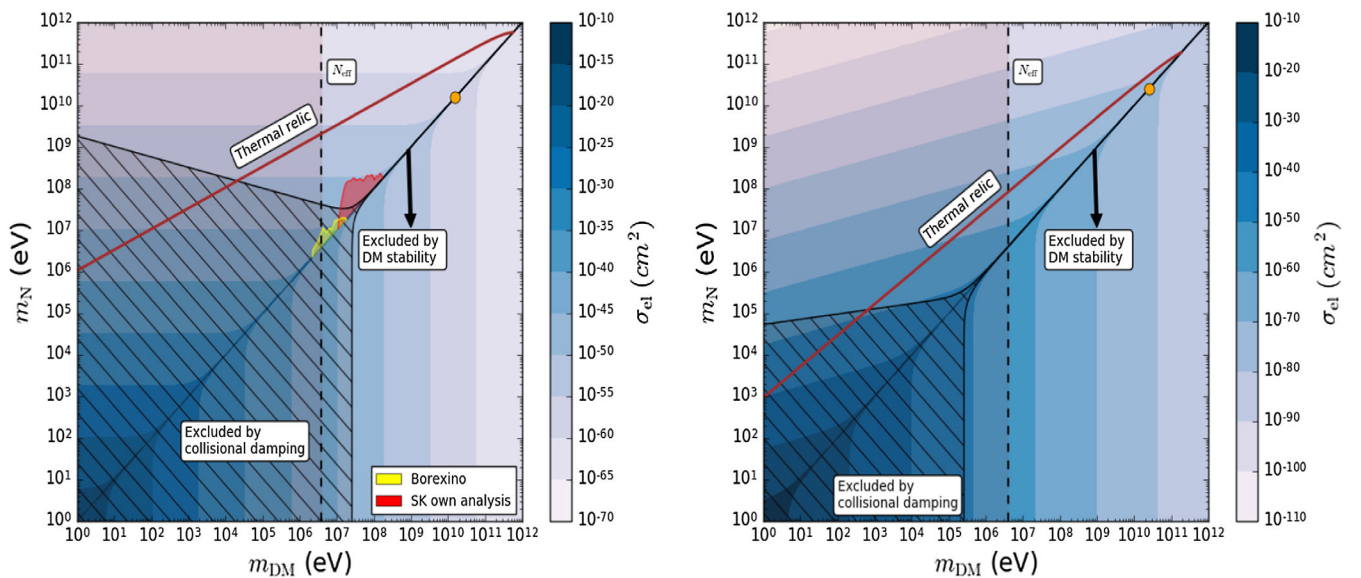 10^12
10^11
10^10
10^9
10^8
10^7
10^6
10^5
10^4
10^3
10^2
10^1
10^0
m_N (eV)
10^0 10^1 10^2 10^3 10^4 10^5 10^6 10^7 10^8 10^9 10^10 10^11 10^12
m_DM (eV)
N_eff
Thermal relic
Excluded by
DM stability
Excluded by
collisional damping
Borexino
SK own analysis
10^-10
10^-15
10^-20
10^-25
10^-30
10^-35
10^-40
10^-45
10^-50
10^-55
10^-60
10^-65
10^-70
σ_el (cm^2)
10^12
10^11
10^10
10^9
10^8
10^7
10^6
10^5
10^4
10^3
10^2
10^1
10^0
m_N (eV)
10^0 10^1 10^2 10^3 10^4 10^5 10^6 10^7 10^8 10^9 10^10 10^11 10^12
m_DM (eV)
N_eff
Thermal relic
Excluded by
DM stability
Excluded by
collisional damping
10^-10
10^-20
10^-30
10^-40
10^-50
10^-60
10^-70
10^-80
10^-90
10^-100
10^-110
σ_el (cm^2)